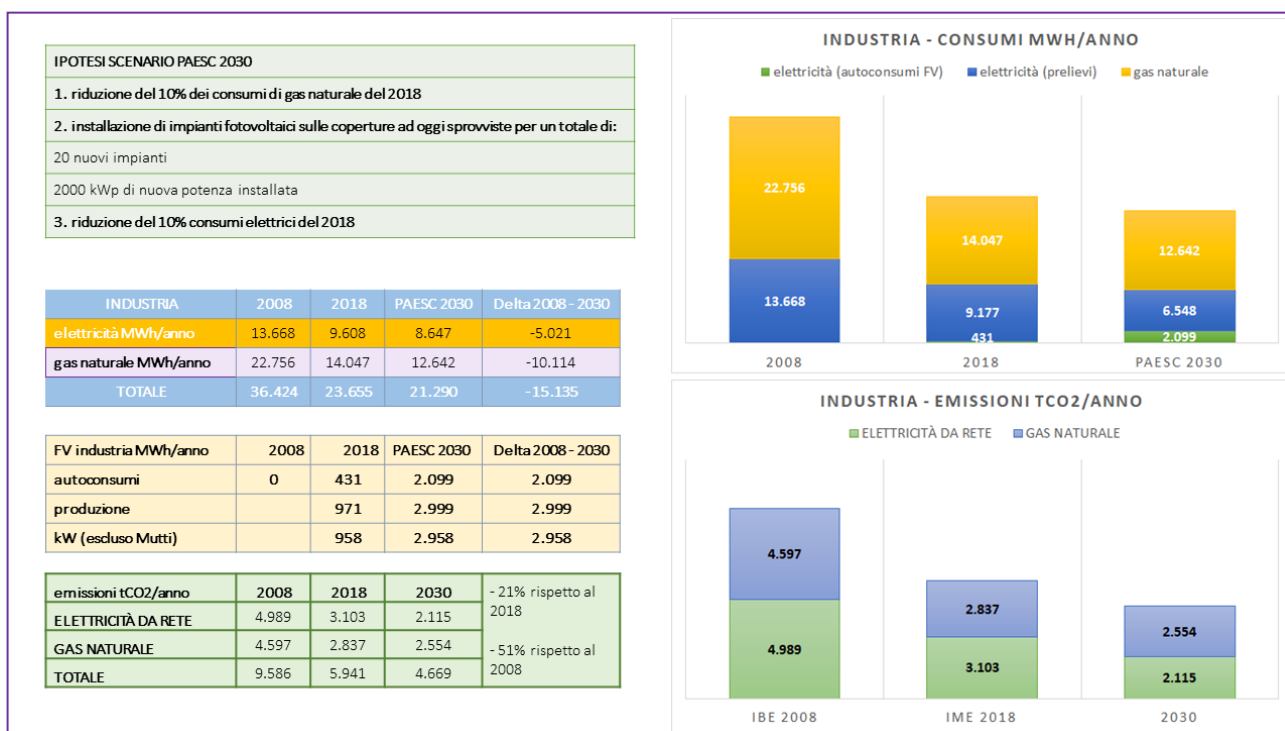 IPOTESI SCENARIO PAESC 2030
1. riduzione del 10% dei consumi di gas naturale del 2018
2. installazione di impianti fotovoltaici sulle coperture ad oggi sprovviste per un totale di:
20 nuovi impianti
2000 kWp di nuova potenza installata
3. riduzione del 10% consumi elettrici del 2018
INDUSTRIA 2008 2018 PAESC 2030 Delta 2008 - 2030
elettricità MWh/anno 13.668 9.608 8.647 -5.021
gas naturale MWh/anno 22.756 14.047 12.642 -10.114
TOTALE 36.424 23.655 21.290 -15.135
FV industria MWh/anno 2008 2018 PAESC 2030 Delta 2008 - 2030
autoconsumi 0 431 2.099 2.099
produzione 971 2.999 2.999
kW (escluso Mutti) 958 2.958 2.958
emissioni tCO2/anno 2008 2018 2030
ELETTRICITÀ DA RETE 4.989 3.103 2.115
GAS NATURALE 4.597 2.837 2.554
TOTALE 9.586 5.941 4.669
- 21% rispetto al
2018
- 51% rispetto al
2008
INDUSTRIA - CONSUMI MWH/ANNO
elettricità (autoconsumi FV) elettricità (prelievi) gas naturale
22.756
13.668
14.047
9.177
431
12.642
6.548
2.099
2008 2018 PAESC 2030
INDUSTRIA - EMISSIONI TCO2/ANNO
ELETTRICITÀ DA RETE GAS NATURALE
4.597
4.989
2.837
3.103
2.554
2.115
IBE 2008 IME 2018 2030